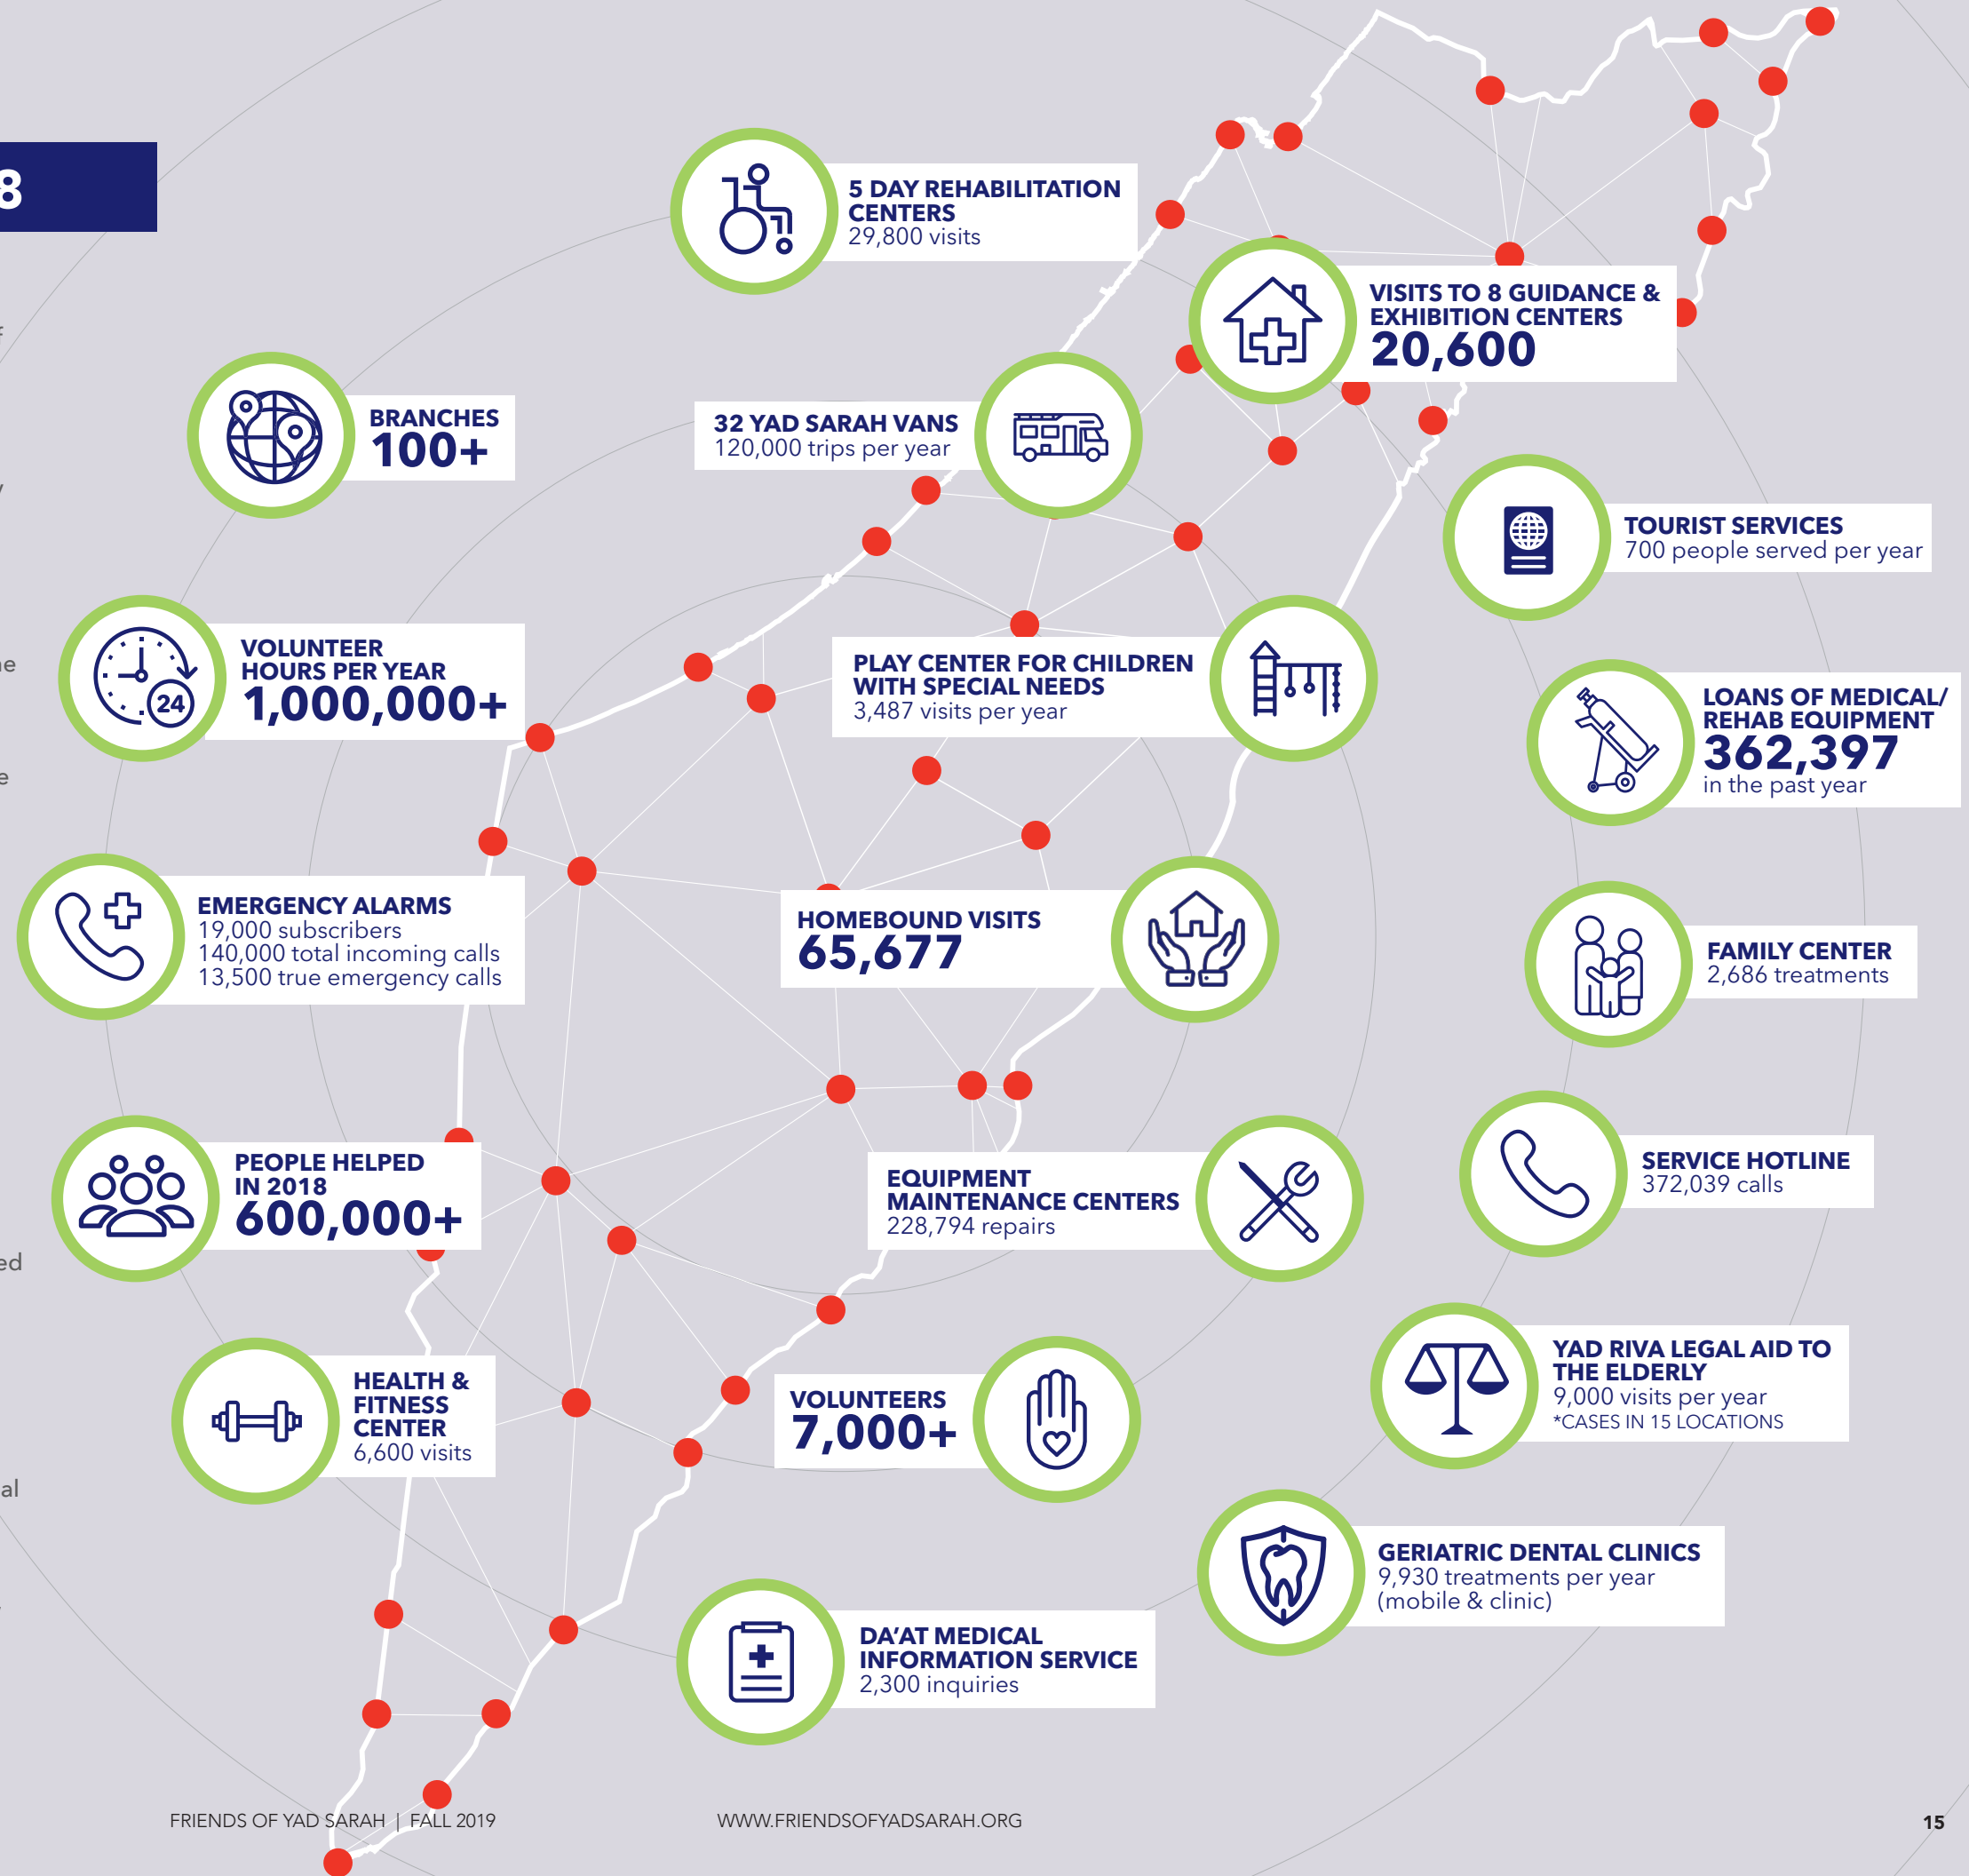 8
5 DAY REHABILITATION
CENTERS
29,800 visits
VISITS TO 8 GUIDANCE &
EXHIBITION CENTERS
20,600
BRANCHES
100+
32 YAD SARAH VANS
120,000 trips per year
TOURIST SERVICES
700 people served per year
VOLUNTEER
HOURS PER YEAR
1,000,000+
24
PLAY CENTER FOR CHILDREN
WITH SPECIAL NEEDS
3,487 visits per year
LOANS OF MEDICAL/
REHAB EQUIPMENT
362,397
in the past year
EMERGENCY ALARMS
19,000 subscribers
140,000 total incoming calls
13,500 true emergency calls
HOMEBOUND VISITS
65,677
FAMILY CENTER
2,686 treatments
PEOPLE HELPED
IN 2018
600,000+
EQUIPMENT
MAINTENANCE CENTERS
228,794 repairs
SERVICE HOTLINE
372,039 calls
HEALTH &
FITNESS
CENTER
6,600 visits
VOLUNTEERS
7,000+
YAD RIVA LEGAL AID TO
THE ELDERLY
9,000 visits per year
*CASES IN 15 LOCATIONS
GERIATRIC DENTAL CLINICS
9,930 treatments per year
(mobile & clinic)
DA’AT MEDICAL
INFORMATION SERVICE
2,300 inquiries
FRIENDS OF YAD SARAH | FALL 2019
WWW.FRIENDSOFYADSARAH.ORG
15